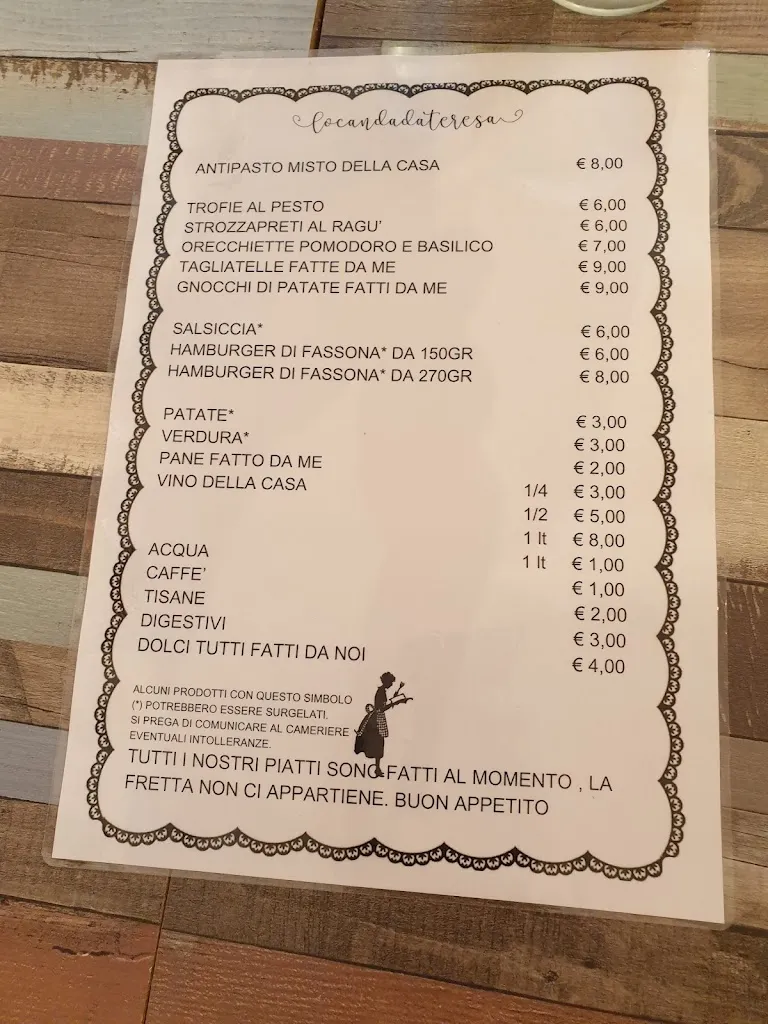 locandadateresa
ANTIPASTO MISTO DELLA CASA € 8,00
TROFIE AL PESTO € 6,00
STROZZAPRETI AL RAGU' € 6,00
ORECCHIETTE POMODORO E BASILICO € 7,00
TAGLIATELLE FATTE DA ME € 9,00
GNOCCHI DI PATATE FATTI DA ME € 9,00
SALSICCIA* € 6,00
HAMBURGER DI FASSONA* DA 150GR € 6,00
HAMBURGER DI FASSONA* DA 270GR € 8,00
PATATE* € 3,00
VERDURA* € 3,00
PANE FATTO DA ME € 2,00
VINO DELLA CASA 1/4 € 3,00
1/2 € 5,00
1 lt € 8,00
ACQUA 1 lt € 1,00
CAFFE' € 1,00
TISANE € 2,00
DIGESTIVI € 3,00
DOLCI TUTTI FATTI DA NOI € 4,00
ALCUNI PRODOTTI CON QUESTO SIMBOLO
(*) POTREBBERO ESSERE SURGELATI.
SI PREGA DI COMUNICARE AL CAMERIERE
EVENTUALI INTOLLERANZE.
TUTTI I NOSTRI PIATTI SONO FATTI AL MOMENTO , LA
FRETTA NON CI APPARTIENE. BUON APPETITO